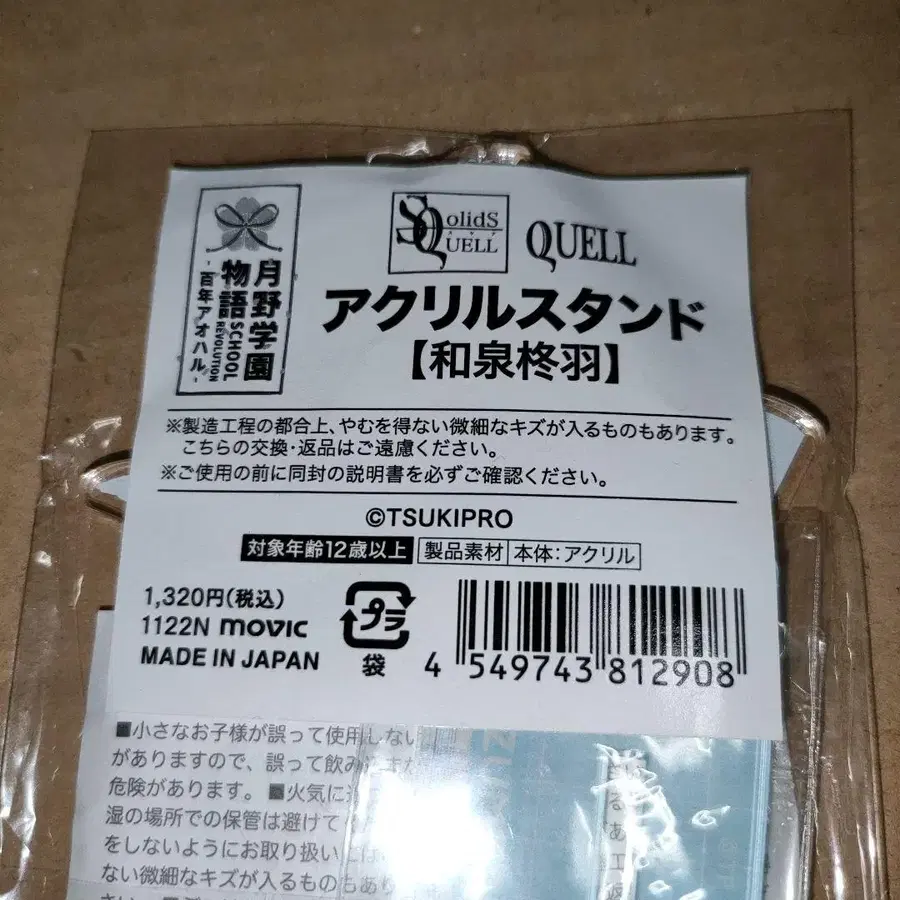 月野学園
物語
SCHOOL
REVOLUTION
-百年アオハル-
SolidS
QUELL
QUELL
アクリルスタンド
【和泉柊羽】
※製造工程の都合上、やむを得ない微細なキズが入るものもあります。
こちらの交換・返品はご遠慮ください。
※ご使用の前に同封の説明書を必ずご確認ください。
©TSUKIPRO
対象年齢12歳以上 製品素材 本体：アクリル
1,320円(税込)
1122N movic
MADE IN JAPAN
プラ
袋
4 549743 812908
■小さなお子様が誤って使用しない
がありますので、誤って飲み
危険があります。■火気に
湿の場所での保管は避けて
をしないようにお取り扱いに
ない微細なキズが入るものもあり